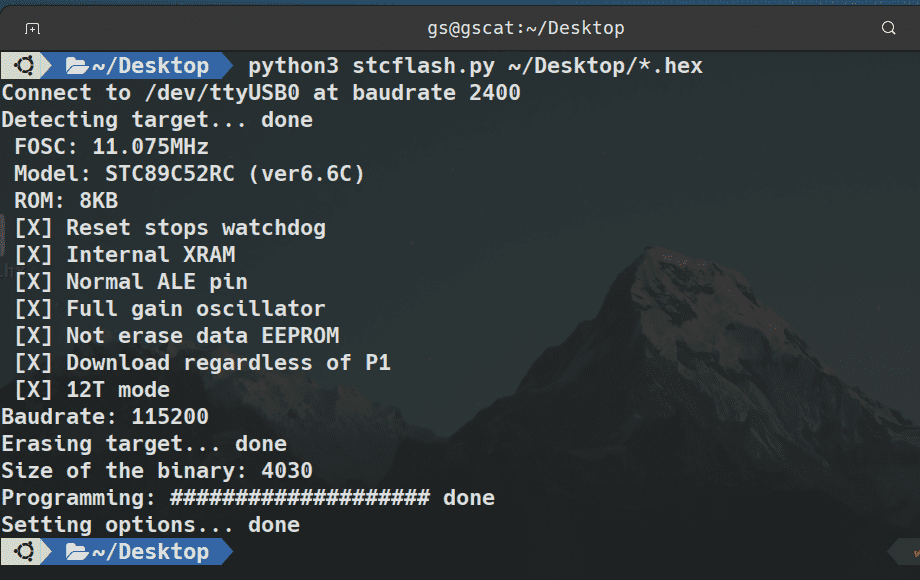 gs@gscat:~/Desktop
~/Desktop python3 stcflash.py ~/Desktop/*.hex
Connect to /dev/ttyUSB0 at baudrate 2400
Detecting target... done
FOSC: 11.075MHz
Model: STC89C52RC (ver6.6C)
ROM: 8KB
[X] Reset stops watchdog
[X] Internal XRAM
[X] Normal ALE pin
[X] Full gain oscillator
[X] Not erase data EEPROM
[X] Download regardless of P1
[X] 12T mode
Baudrate: 115200
Erasing target... done
Size of the binary: 4030
Programming: #################### done
Setting options... done
~/Desktop